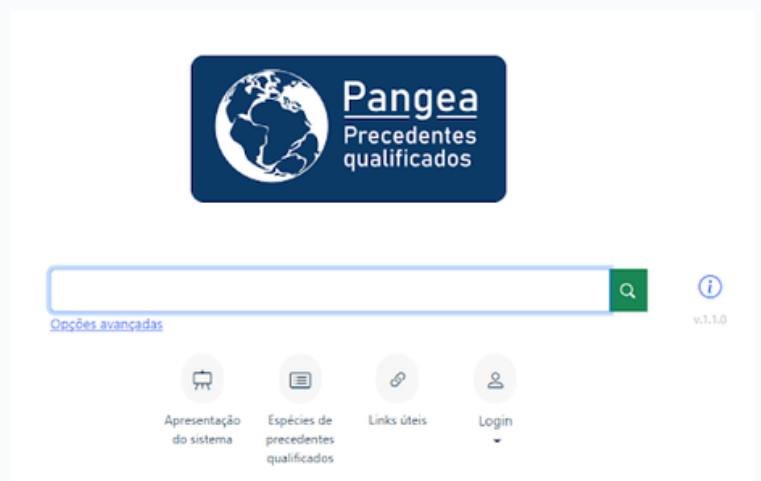 Pangea
Precedentes
qualificados
Opções avançadas
v.1.1.0
Apresentação
do sistema
Espécies de
precedentes
qualificados
Links úteis
Login